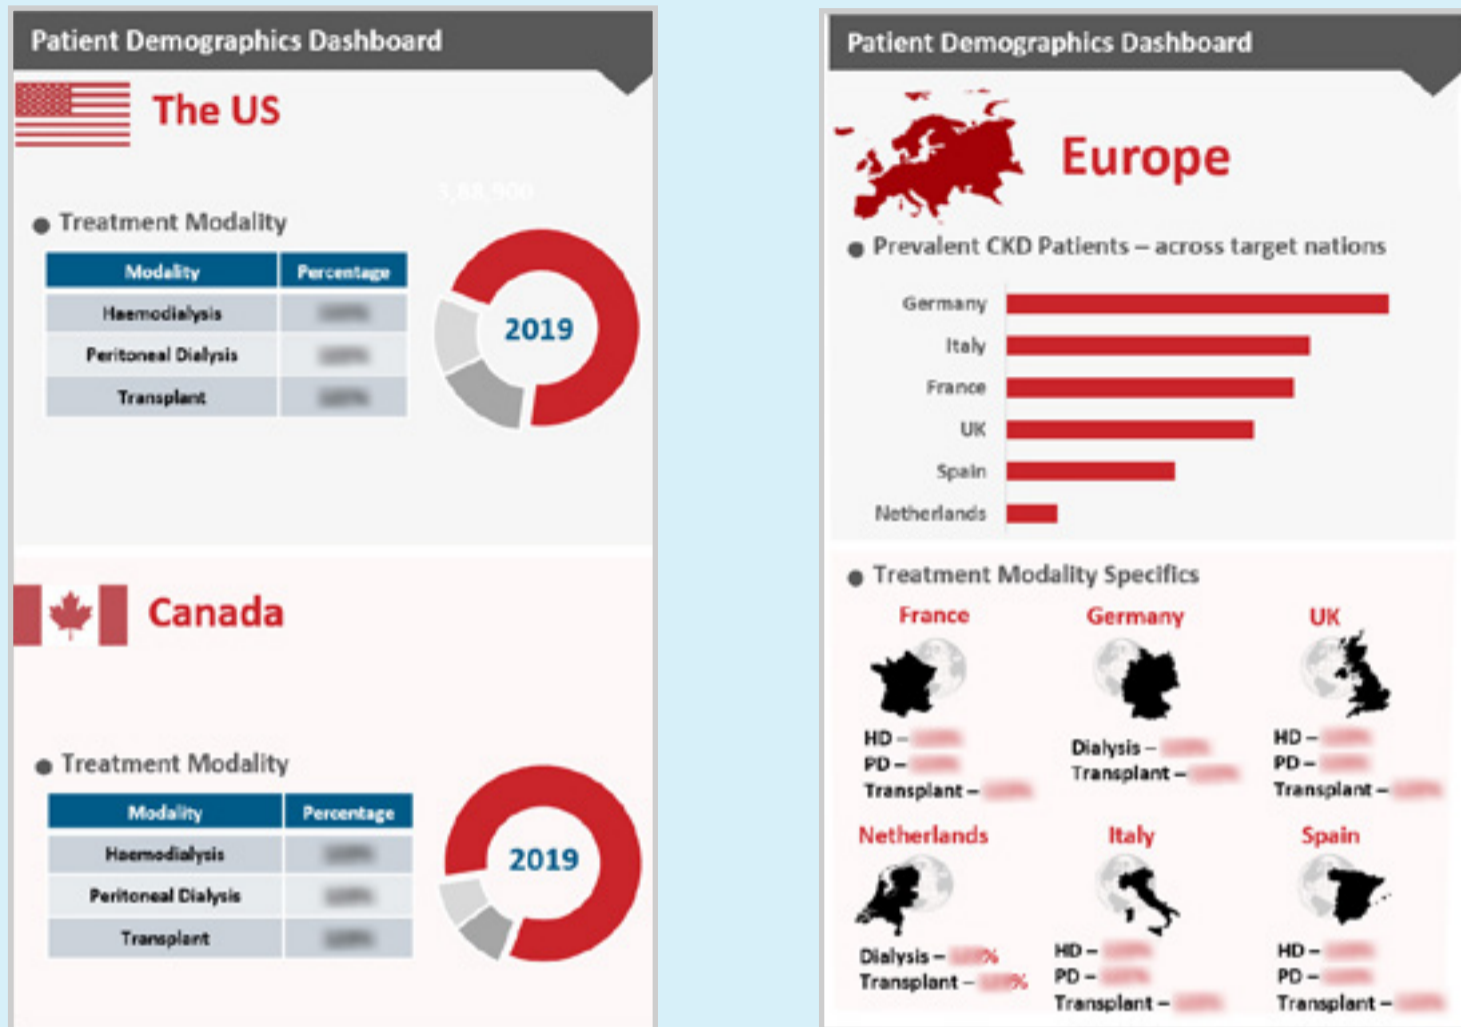 Patient Demographics Dashboard
The US
Treatment Modality
Modality Percentage
Haemodialysis
Peritoneal Dialysis
Transplant
2019
Canada
Treatment Modality
Modality Percentage
Haemodialysis
Peritoneal Dialysis
Transplant
2019
Patient Demographics Dashboard
Europe
Prevalent CKD Patients – across target nations
Germany
Italy
France
UK
Spain
Netherlands
Treatment Modality Specifics
France Germany UK
HD – Dialysis – HD –
PD – Transplant – PD –
Transplant – Transplant –
Netherlands Italy Spain
Dialysis – % HD – HD –
Transplant – % PD – PD –
Transplant – Transplant –